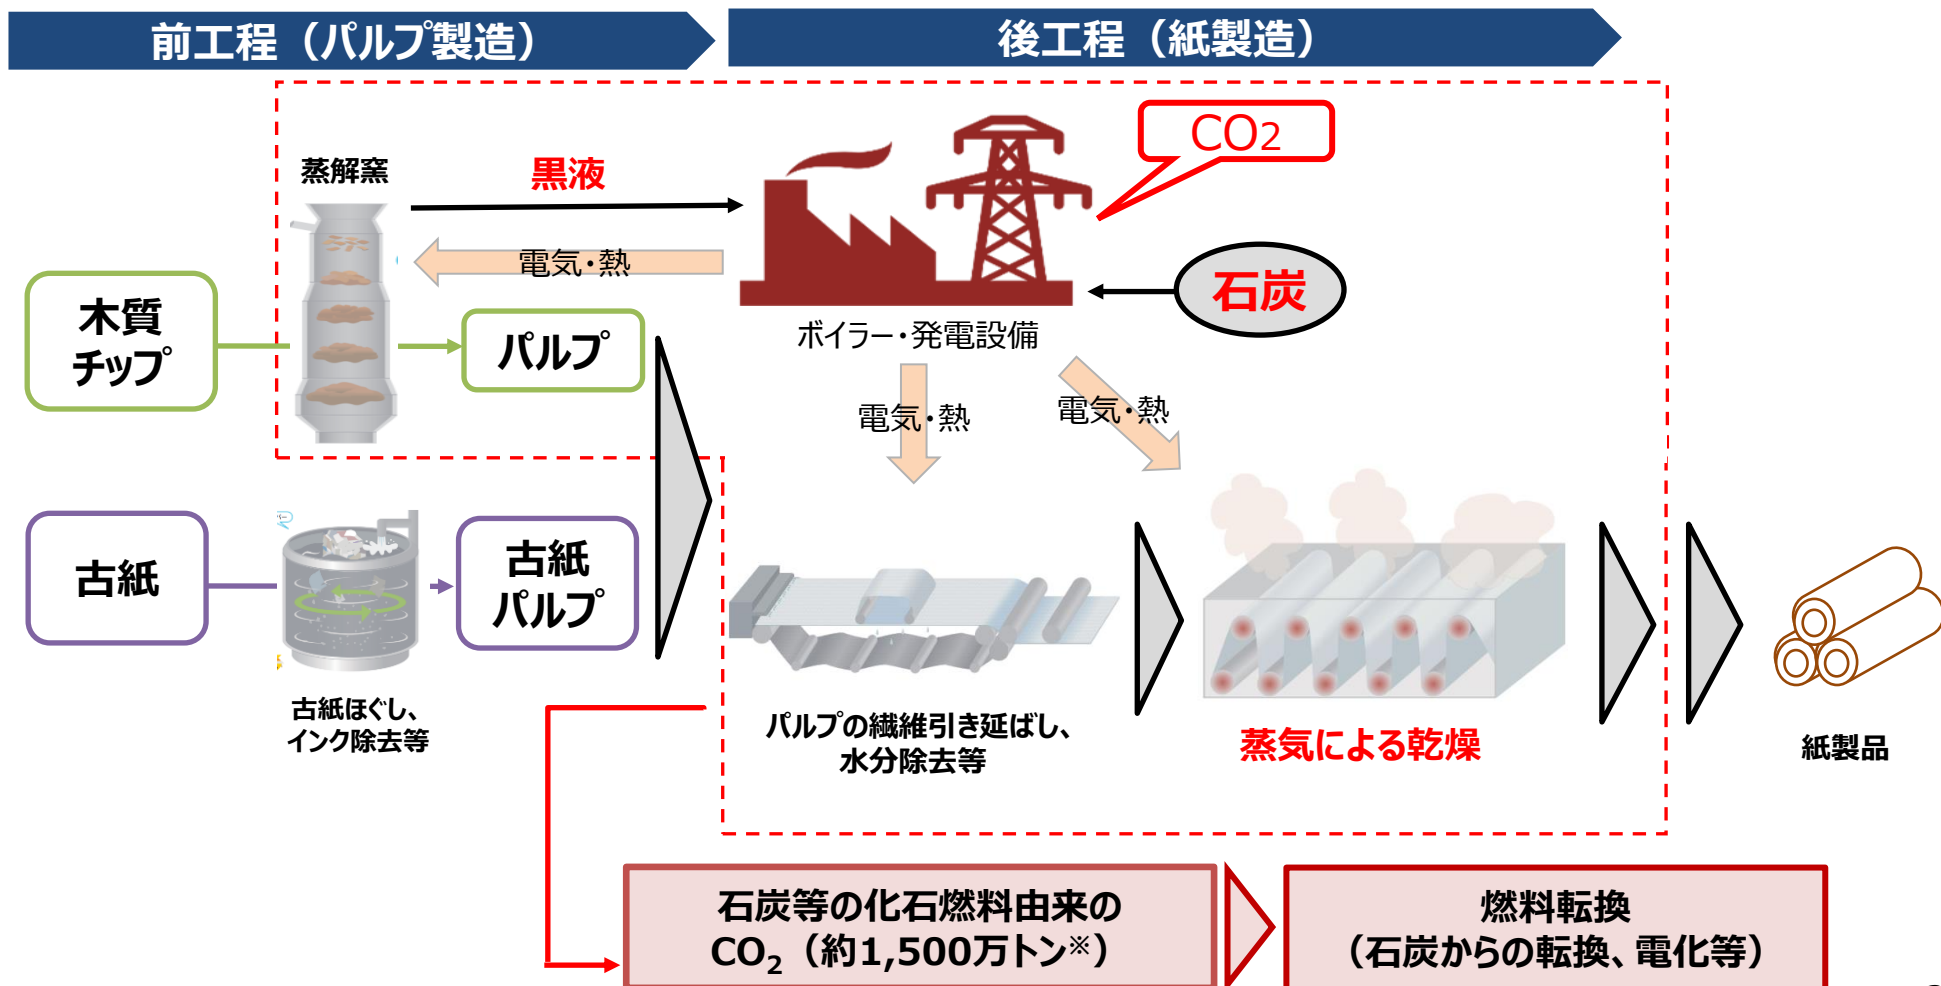 前工程（パルプ製造）
後工程（紙製造）
CO2
蒸解窯
黒液
電気・熱
石炭
木質
チップ
パルプ
ボイラー・発電設備
電気・熱
電気・熱
古紙
古紙
パルプ
古紙ほぐし、
インク除去等
パルプの繊維引き延ばし、
水分除去等
蒸気による乾燥
紙製品
石炭等の化石燃料由来の
CO₂（約1,500万トン※）
燃料転換
（石炭からの転換、電化等）